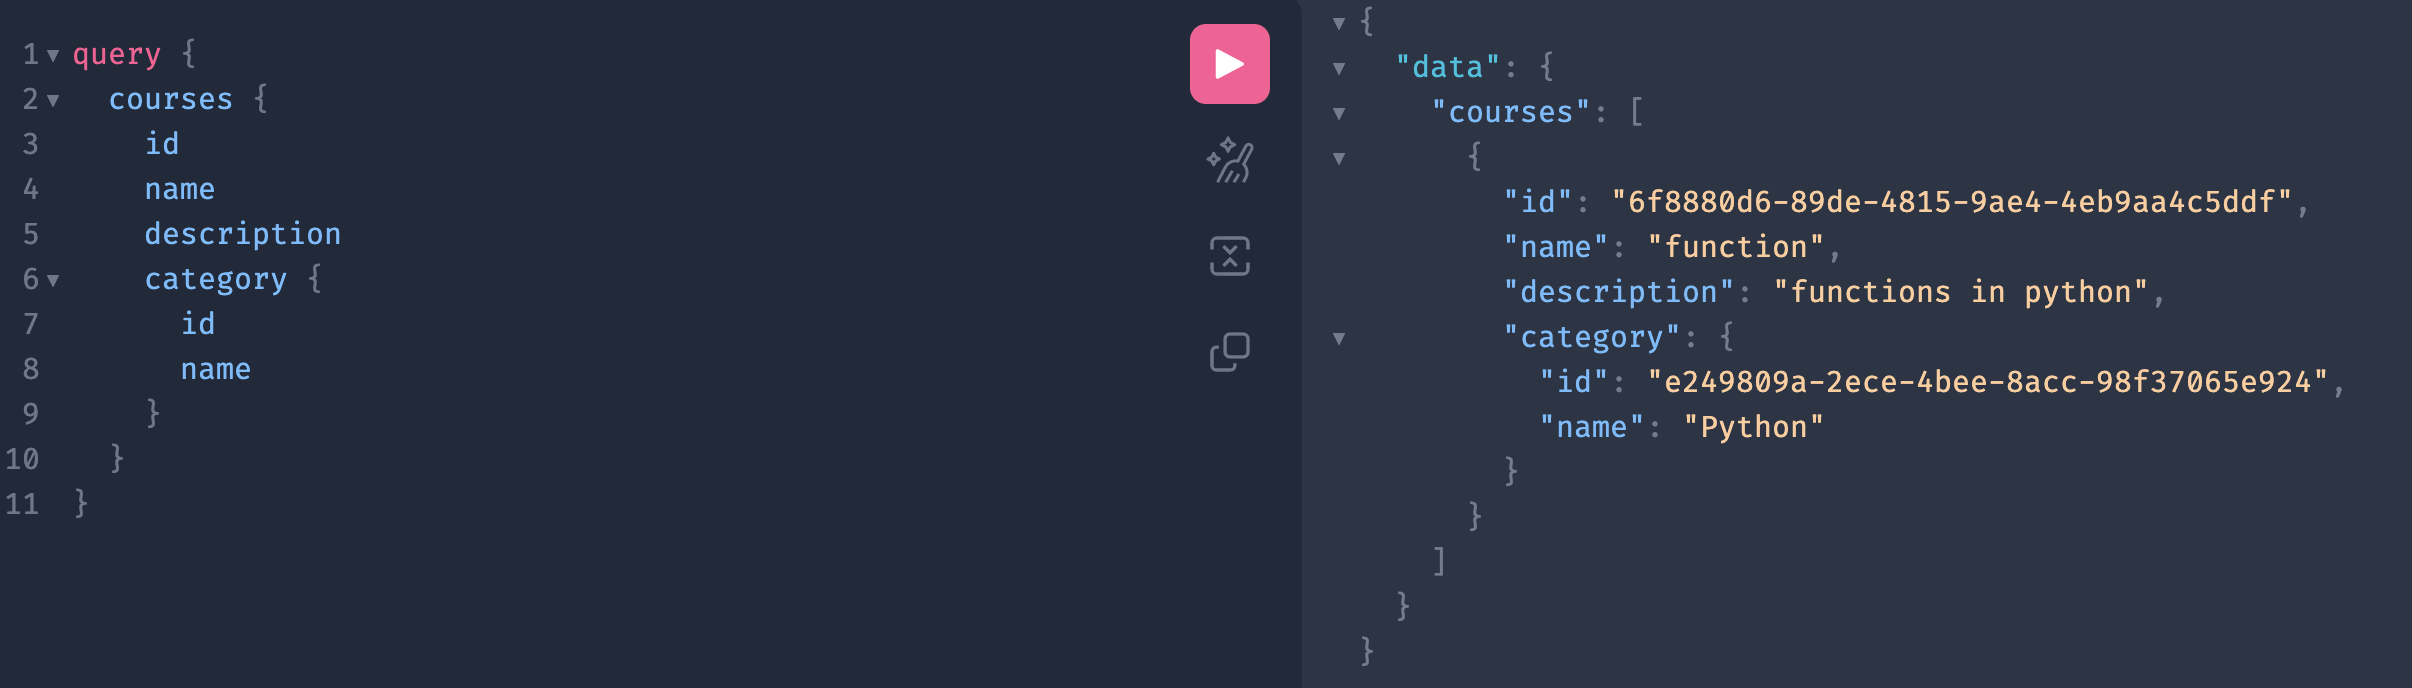 1 query {
2 courses {
3 id
4 name
5 description
6 category {
7 id
8 name
9 }
10 }
11 }
{
"data": {
"courses": [
{
"id": "6f8880d6-89de-4815-9ae4-4eb9aa4c5ddf",
"name": "function",
"description": "functions in python",
"category": {
"id": "e249809a-2ece-4bee-8acc-98f37065e924",
"name": "Python"
}
}
]
}
}